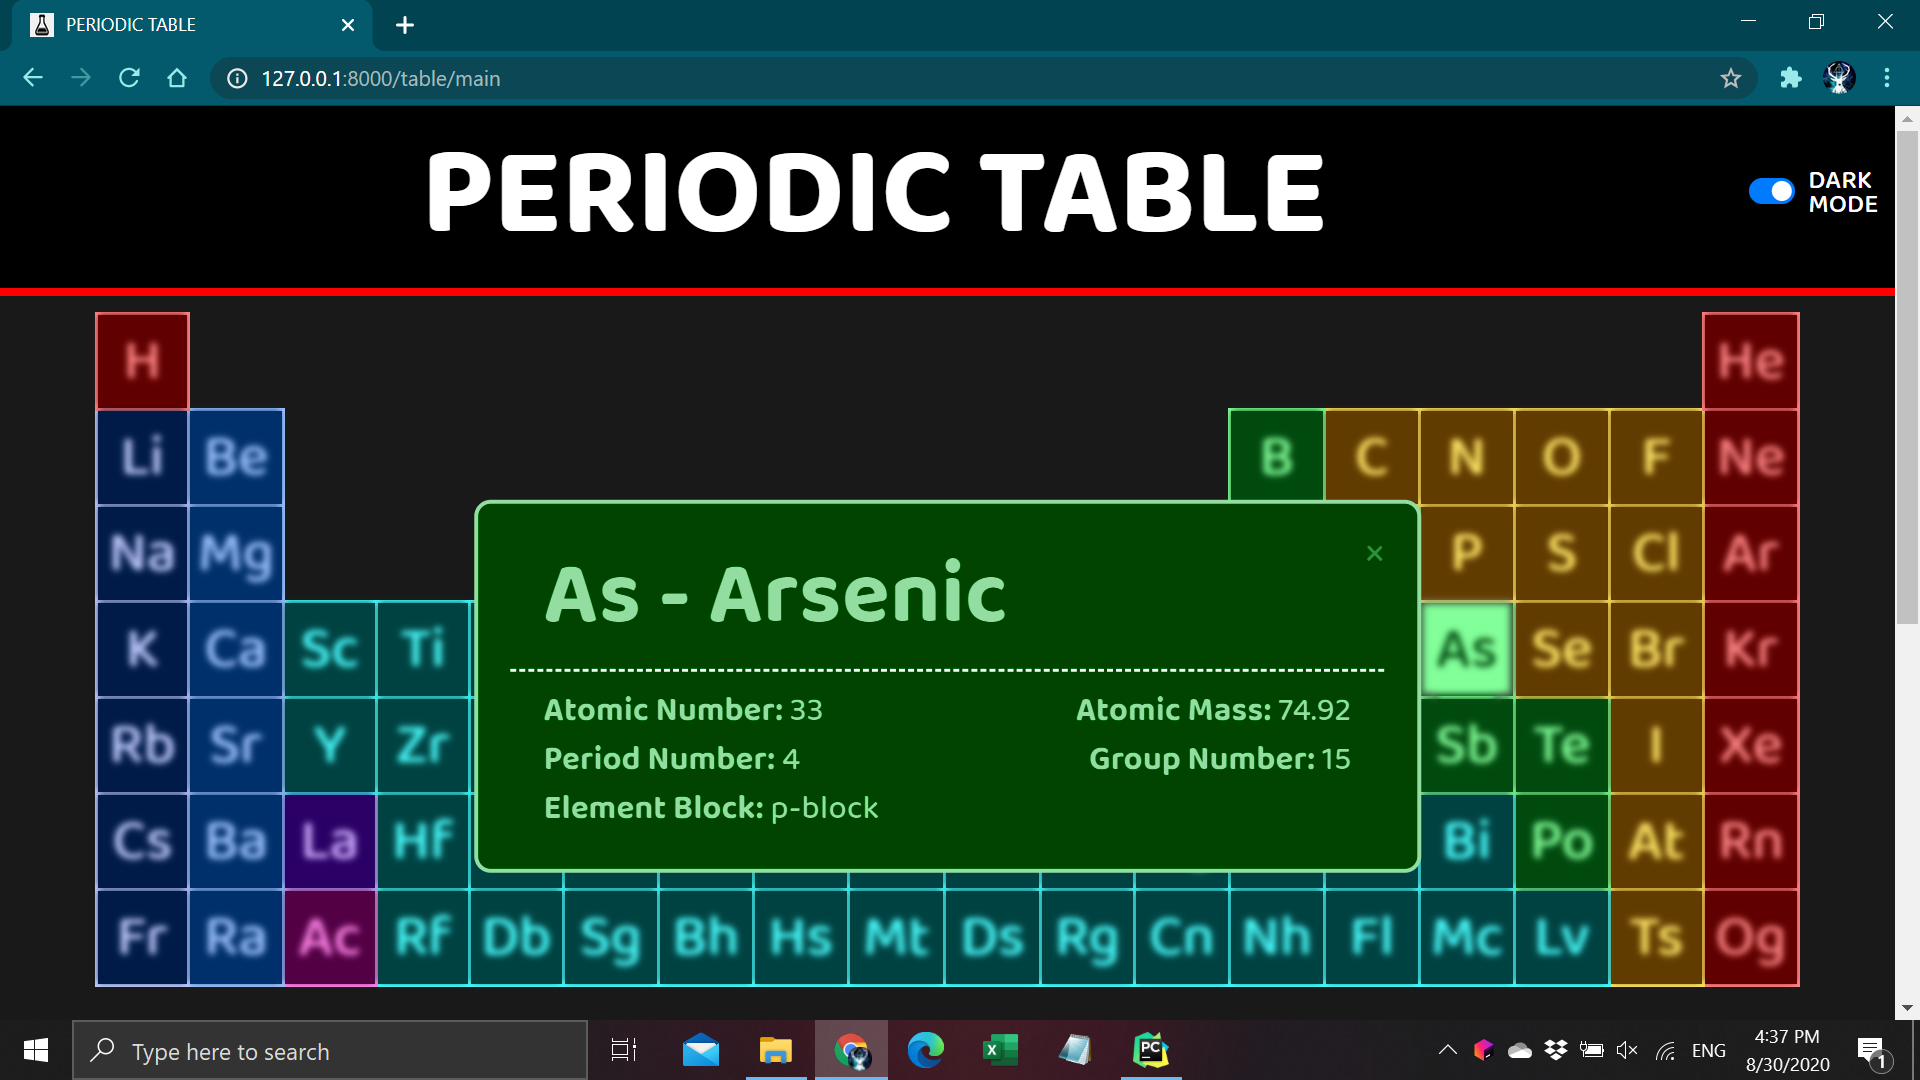 PERIODIC TABLE
127.0.0.1:8000/table/main
PERIODIC TABLE
DARK
MODE
H He
Li Be B C N O F Ne
Na Mg P S Cl Ar
As - Arsenic ×
K Ca Sc Ti As Se Br Kr
Atomic Number: 33 Atomic Mass: 74.92
Rb Sr Y Zr Sb Te I Xe
Period Number: 4 Group Number: 15
Element Block: p-block
Cs Ba La Hf Bi Po At Rn
Fr Ra Ac Rf Db Sg Bh Hs Mt Ds Rg Cn Nh Fl Mc Lv Ts Og
Type here to search
PC
ENG
4:37 PM
8/30/2020
1